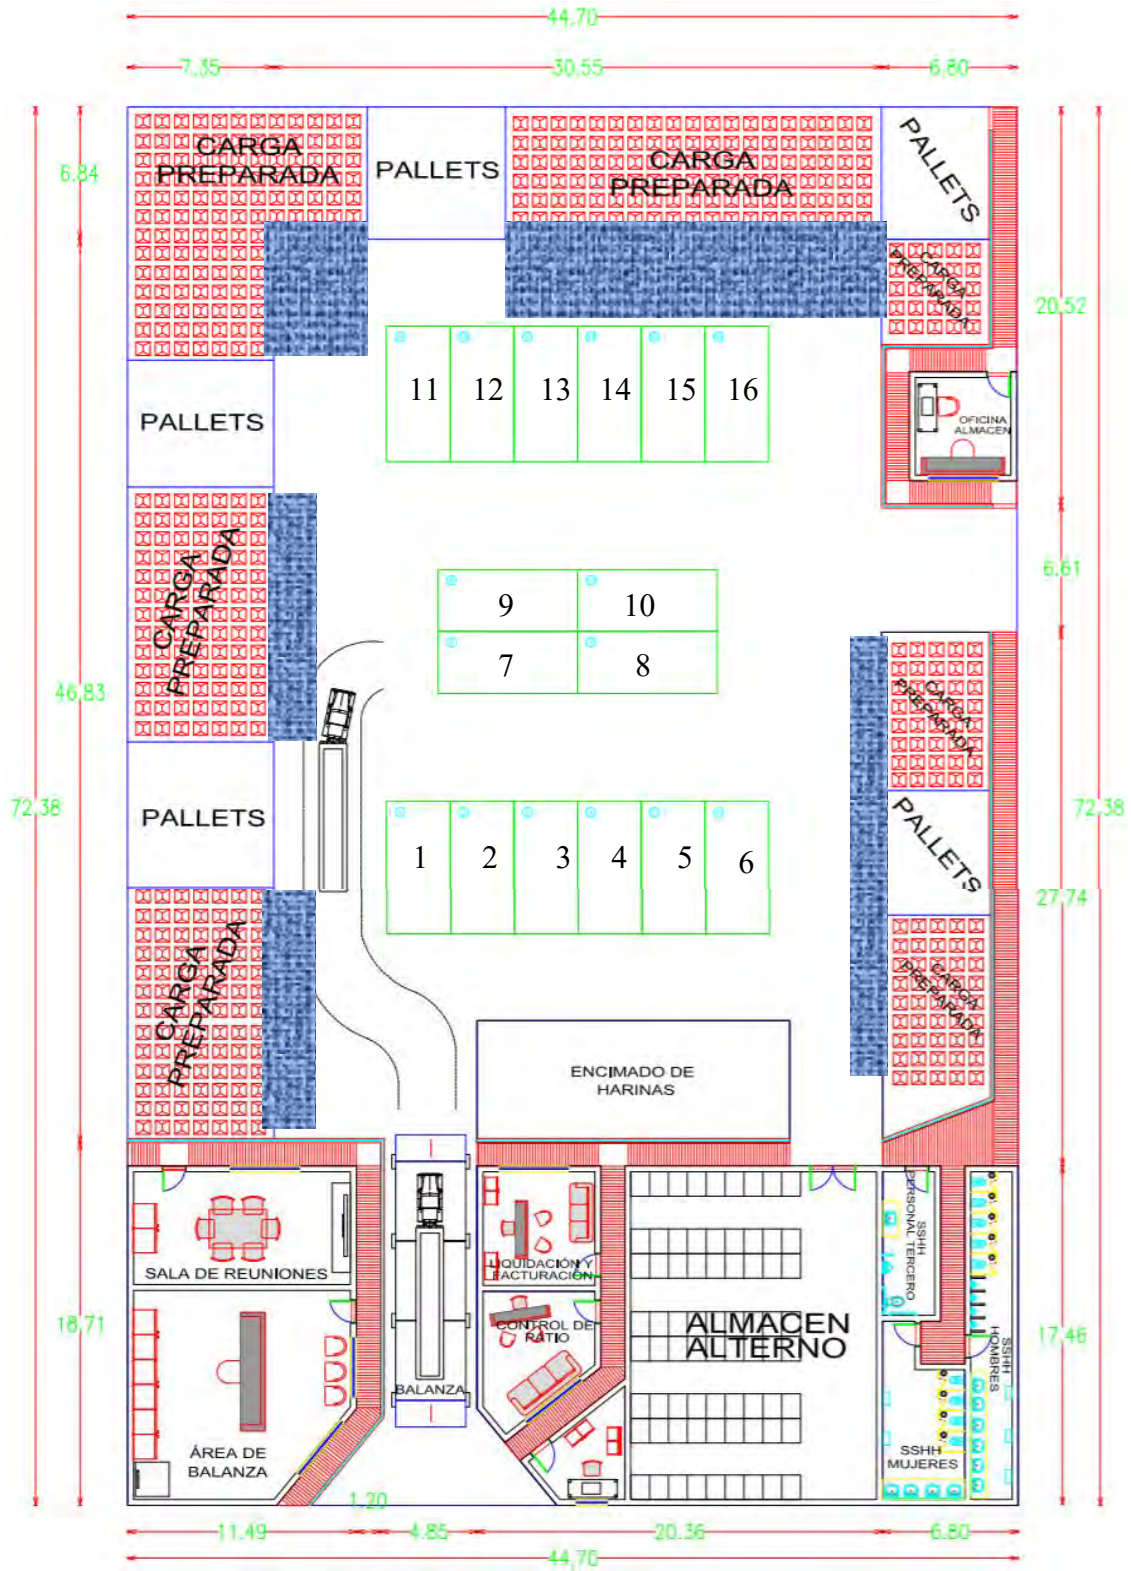 44.70
7.35
30.55
6.80
CARGA
PREPARADA
PALLETS
CARGA
PREPARADA
PALLETS
6.84
CARGA
PREPARADA
20.52
11
12
13
14
15
16
PALLETS
OFICINA
ALMACEN
CARGA
PREPARADA
9
10
7
8
6.61
46.83
CARGA
PREPARADA
72.38
72.38
PALLETS
1
2
3
4
5
6
PALLETS
27.74
CARGA
PREPARADA
CARGA
PREPARADA
ENCIMADO DE
HARINAS
SALA DE REUNIONES
LIQUIDACIÓN Y
FACTURACIÓN
SSHH
PERSONAL TERCERO
18.71
CONTROL DE
PATIO
ALMACEN
ALTERNO
17.46
SSHH
HOMBRES
BALANZA
ÁREA DE
BALANZA
SSHH
MUJERES
1.20
11.49
4.85
20.36
6.80
44.70